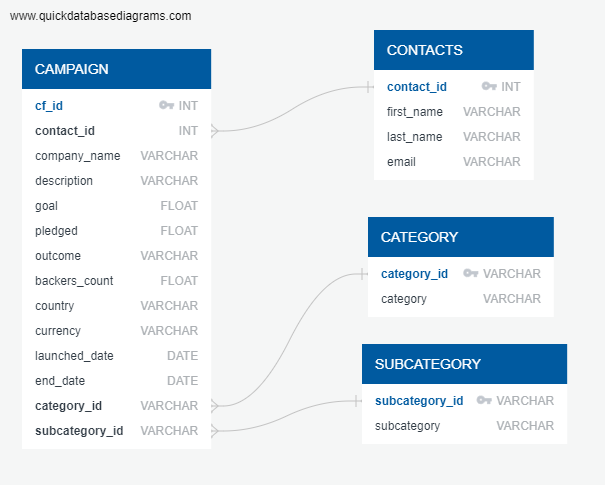 www.quickdatabasediagrams.com
CAMPAIGN
cf_id INT
contact_id INT
company_name VARCHAR
description VARCHAR
goal FLOAT
pledged FLOAT
outcome VARCHAR
backers_count FLOAT
country VARCHAR
currency VARCHAR
launched_date DATE
end_date DATE
category_id VARCHAR
subcategory_id VARCHAR
CONTACTS
contact_id INT
first_name VARCHAR
last_name VARCHAR
email VARCHAR
CATEGORY
category_id VARCHAR
category VARCHAR
SUBCATEGORY
subcategory_id VARCHAR
subcategory VARCHAR